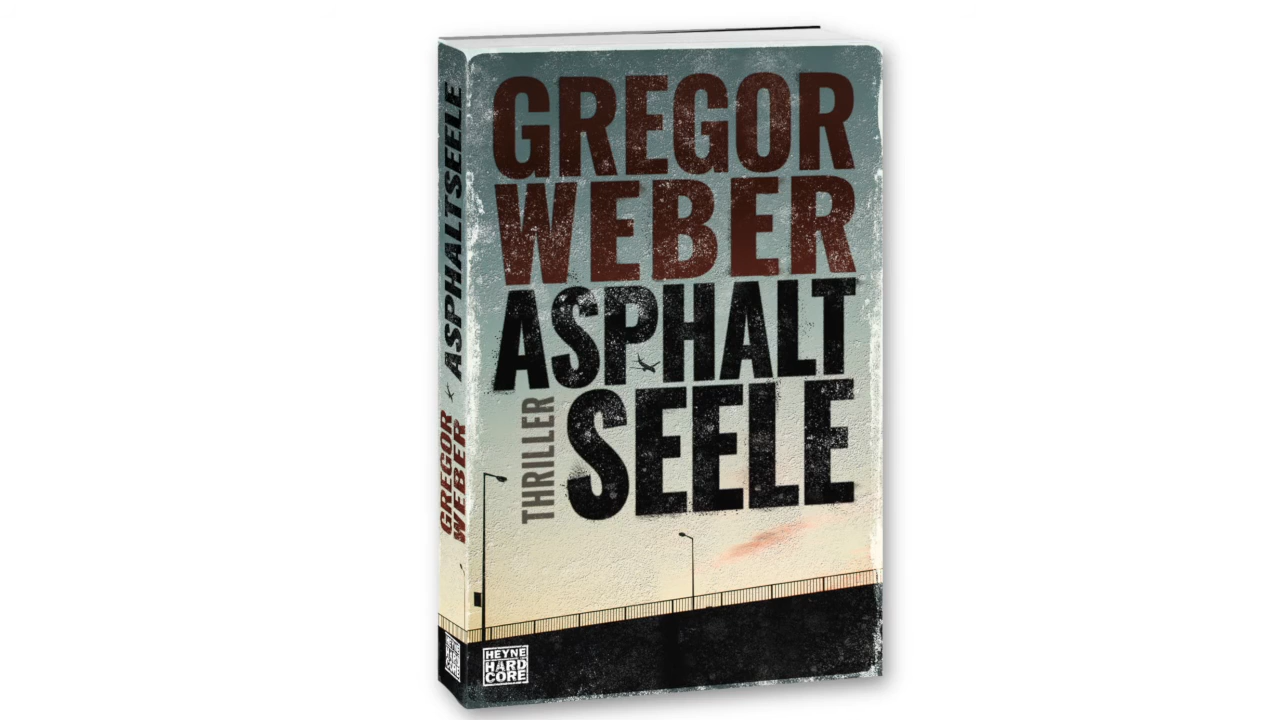 GREGOR
WEBER
ASPHALT
SEELE
THRILLER
HEYNE
HARD
CORE
ASPHALTSEELE
GREGOR
WEBER